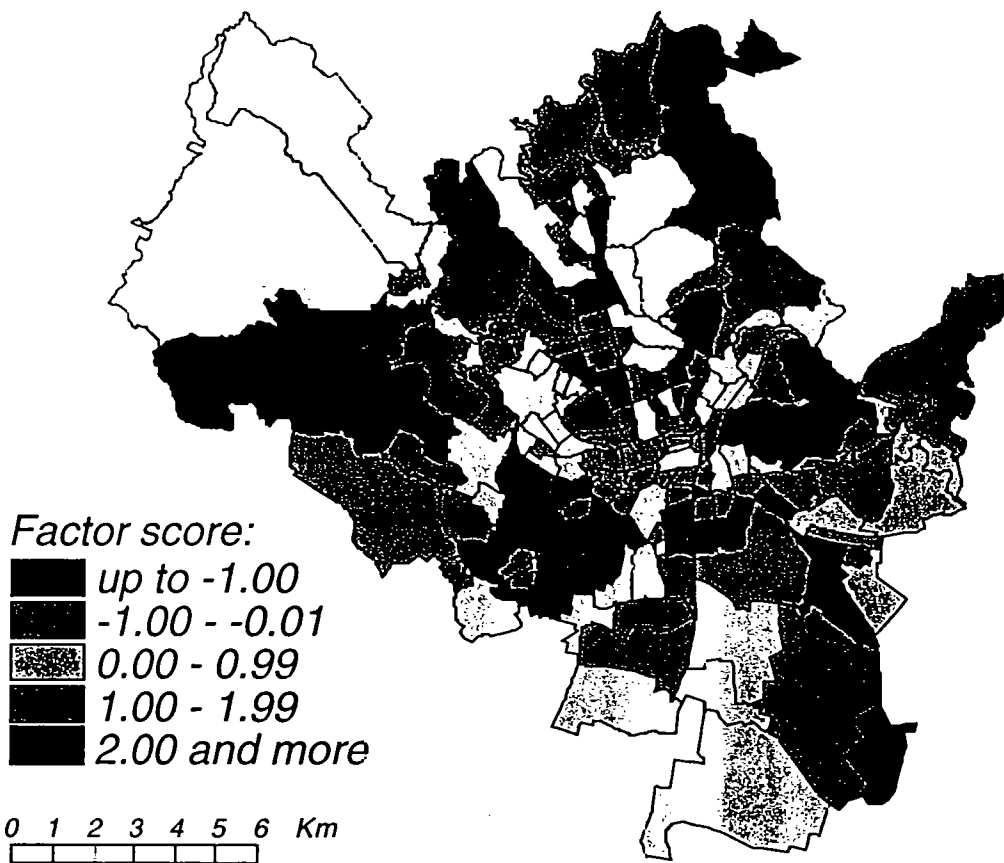 Factor score:
up to -1.00
-1.00 - -0.01
0.00 - 0.99
1.00 - 1.99
2.00 and more
0 1 2 3 4 5 6 Km